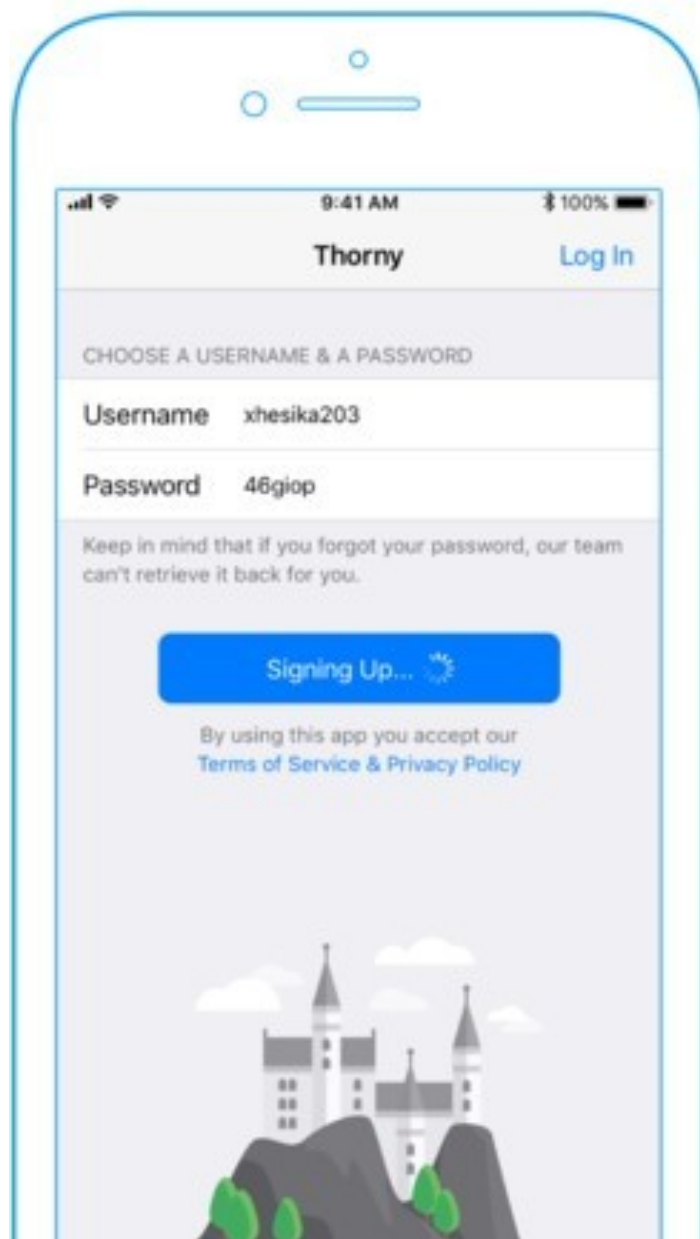 9:41 AM 100%
Thorny Log In
CHOOSE A USERNAME & A PASSWORD
Username xhesika203
Password 46giop
Keep in mind that if you forgot your password, our team
can't retrieve it back for you.
Signing Up...
By using this app you accept our
Terms of Service & Privacy Policy